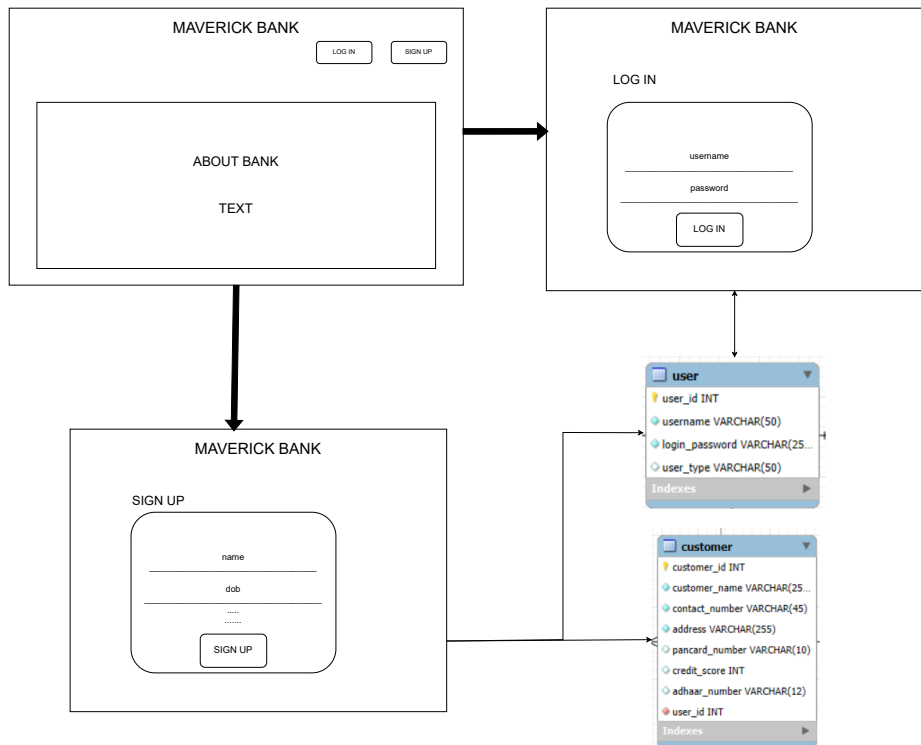 MAVERICK BANK
LOG IN
SIGN UP
ABOUT BANK
TEXT
MAVERICK BANK
LOG IN
username
password
LOG IN
user
user_id INT
username VARCHAR(50)
login_password VARCHAR(25...
user_type VARCHAR(50)
Indexes
MAVERICK BANK
SIGN UP
name
dob
.....
.......
SIGN UP
customer
customer_id INT
customer_name VARCHAR(25...
contact_number VARCHAR(45)
address VARCHAR(255)
pancard_number VARCHAR(10)
credit_score INT
adhaar_number VARCHAR(12)
user_id INT
Indexes